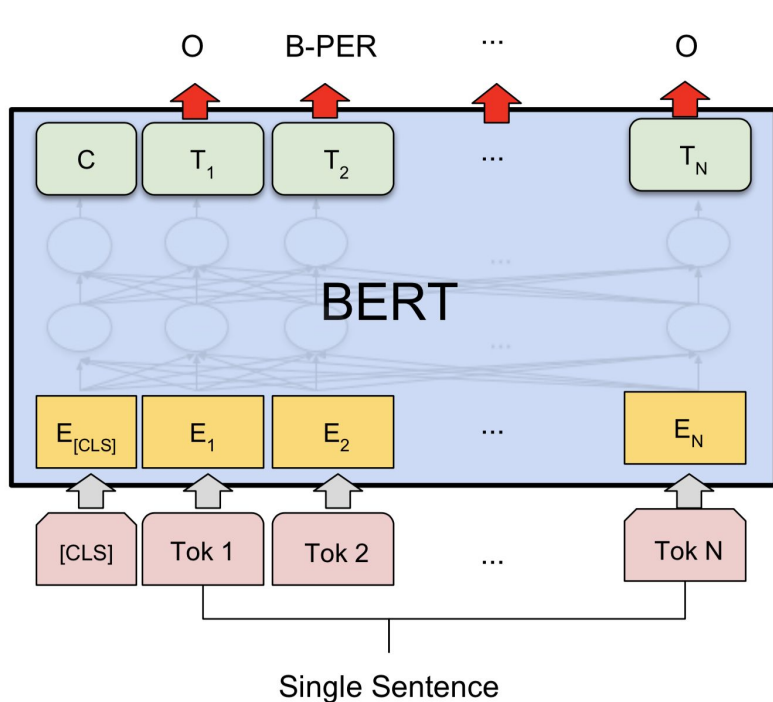 O B-PER ... O
C T1 T2 ... TN
...
BERT
...
E[CLS] E1 E2 ... EN
[CLS] Tok 1 Tok 2 ... Tok N
Single Sentence